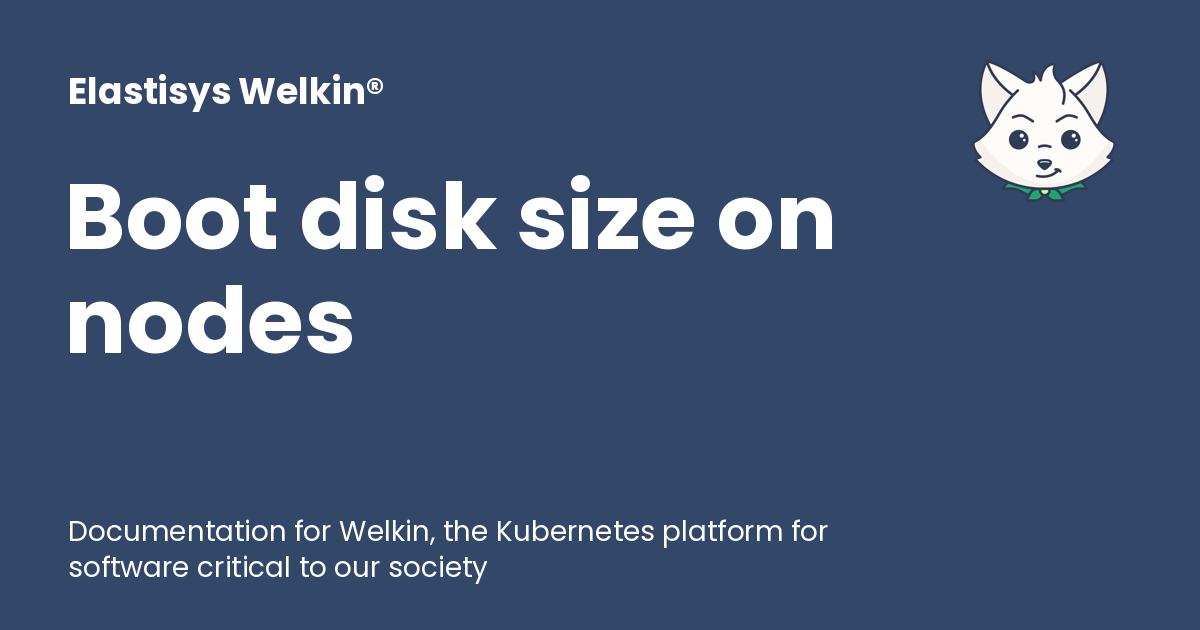 Elastisys Welkin®
Boot disk size on
nodes
Documentation for Welkin, the Kubernetes platform for
software critical to our society